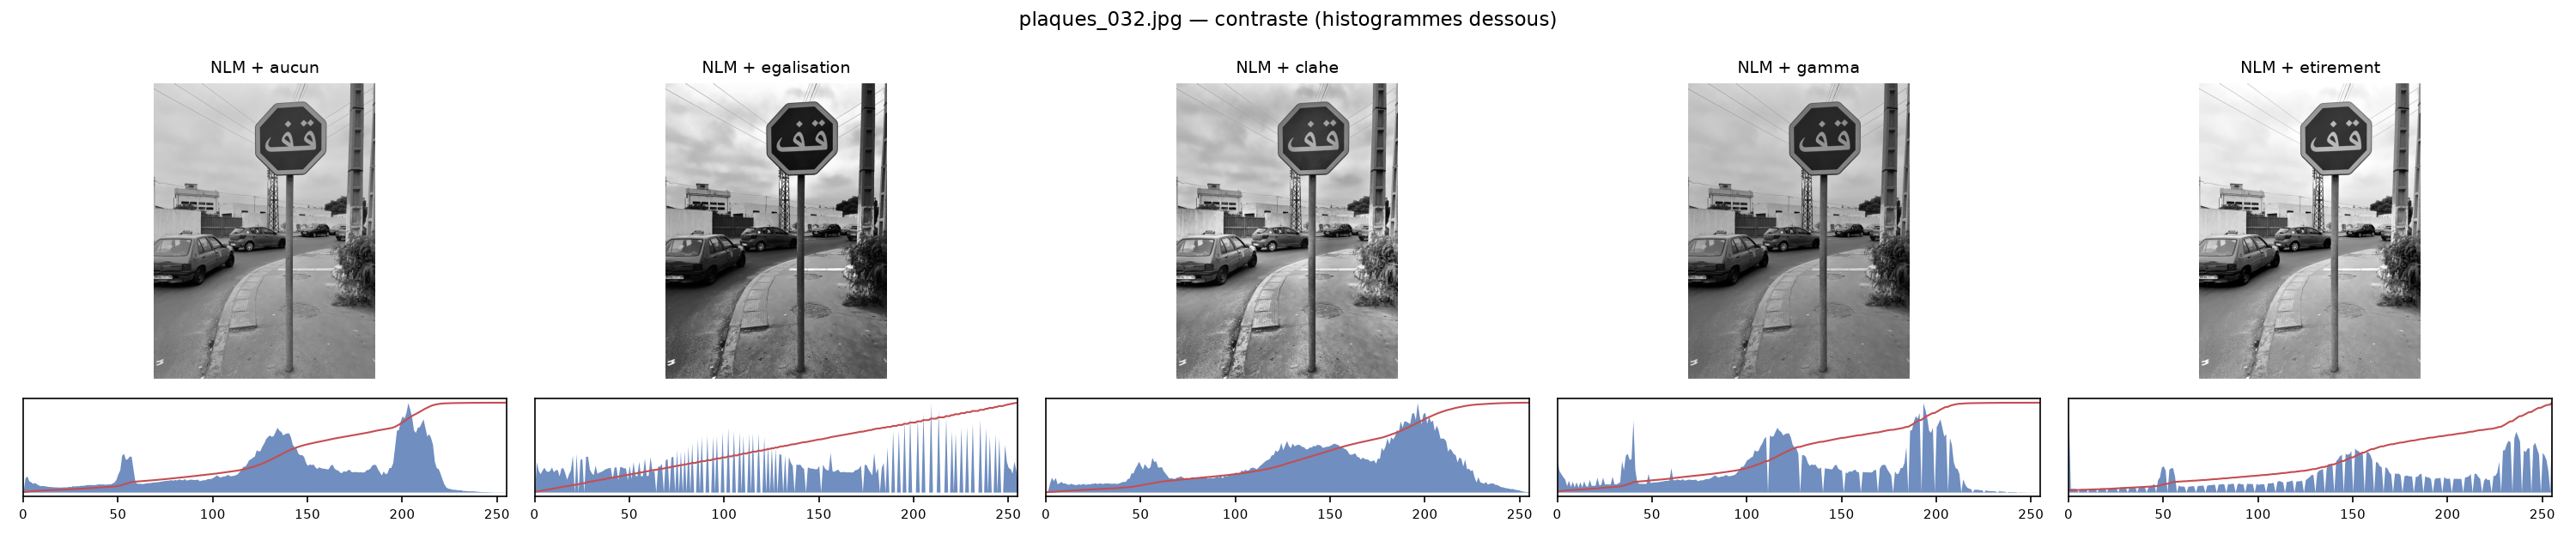 plaques_032.jpg — contraste (histogrammes dessous)
NLM + aucun
NLM + egalisation
NLM + clahe
NLM + gamma
NLM + etirement
قف
قف
قف
قف
قف
0 50 100 150 200 250
0 50 100 150 200 250
0 50 100 150 200 250
0 50 100 150 200 250
0 50 100 150 200 250